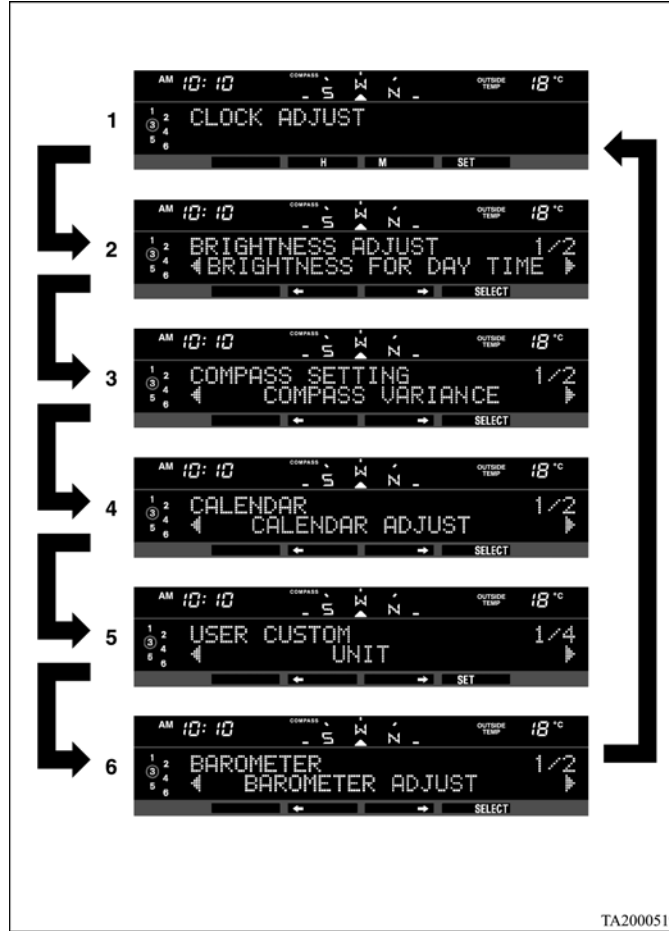 AM 10:10 COMPASS S W N OUTSIDE TEMP 18 °C
1
1 2 3 4 5 6
CLOCK ADJUST
H M SET
AM 10:10 COMPASS S W N OUTSIDE TEMP 18 °C
2
1 2 3 4 5 6
BRIGHTNESS ADJUST 1/2
BRIGHTNESS FOR DAY TIME
← → SELECT
AM 10:10 COMPASS S W N OUTSIDE TEMP 18 °C
3
1 2 3 4 5 6
COMPASS SETTING 1/2
COMPASS VARIANCE
← → SELECT
AM 10:10 COMPASS S W N OUTSIDE TEMP 18 °C
4
1 2 3 4 5 6
CALENDAR 1/2
CALENDAR ADJUST
← → SELECT
AM 10:10 COMPASS S W N OUTSIDE TEMP 18 °C
5
1 2 3 4 5 6
USER CUSTOM 1/4
UNIT
← → SET
AM 10:10 COMPASS S W N OUTSIDE TEMP 18 °C
6
1 2 3 4 5 6
BAROMETER 1/2
BAROMETER ADJUST
← → SELECT
TA200051